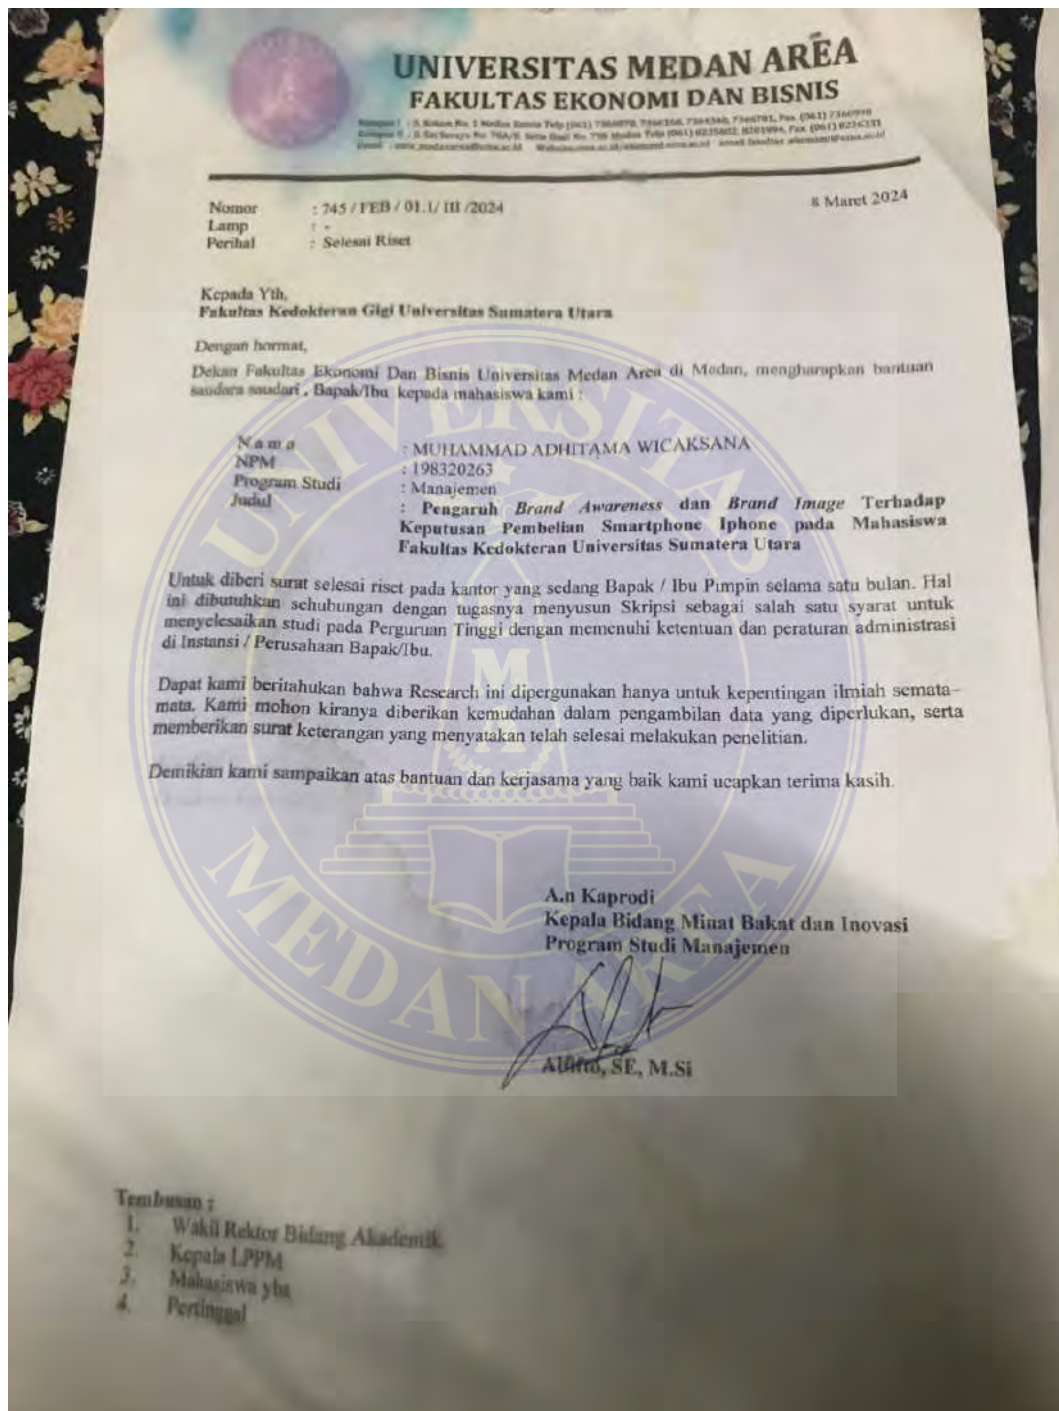 UNIVERSITAS MEDAN AREA
FAKULTAS EKONOMI DAN BISNIS
Nomor : 745 / FEB / 01.1/ III /2024
8 Maret 2024
Lamp : -
Perihal : Selesai Riset
Kepada Yth,
Fakultas Kedokteran Gigi Universitas Sumatera Utara
Dengan hormat,
Dekan Fakultas Ekonomi Dan Bisnis Universitas Medan Area di Medan, mengharapkan bantuan
saudara saudari , Bapak/Ibu kepada mahasiswa kami :
N a m a : MUHAMMAD ADHITAMA WICAKSANA
NPM : 198320263
Program Studi : Manajemen
Judul : Pengaruh Brand Awareness dan Brand Image Terhadap
Keputusan Pembelian Smartphone Iphone pada Mahasiswa
Fakultas Kedokteran Universitas Sumatera Utara
Untuk diberi surat selesai riset pada kantor yang sedang Bapak / Ibu Pimpin selama satu bulan. Hal
ini dibutuhkan sehubungan dengan tugasnya menyusun Skripsi sebagai salah satu syarat untuk
menyelesaikan studi pada Perguruan Tinggi dengan memenuhi ketentuan dan peraturan administrasi
di Instansi / Perusahaan Bapak/Ibu.
Dapat kami beritahukan bahwa Research ini dipergunakan hanya untuk kepentingan ilmiah semata–
mata. Kami mohon kiranya diberikan kemudahan dalam pengambilan data yang diperlukan, serta
memberikan surat keterangan yang menyatakan telah selesai melakukan penelitian.
Demikian kami sampaikan atas bantuan dan kerjasama yang baik kami ucapkan terima kasih.
A.n Kaprodi
Kepala Bidang Minat Bakat dan Inovasi
Program Studi Manajemen
Alfifto, SE, M.Si
Tembusan :
1. Wakil Rektor Bidang Akademik
2. Kepala LPPM
3. Mahasiswa ybs
4. Pertinggal
UNIVERSITAS
MEDAN AREA
UMA